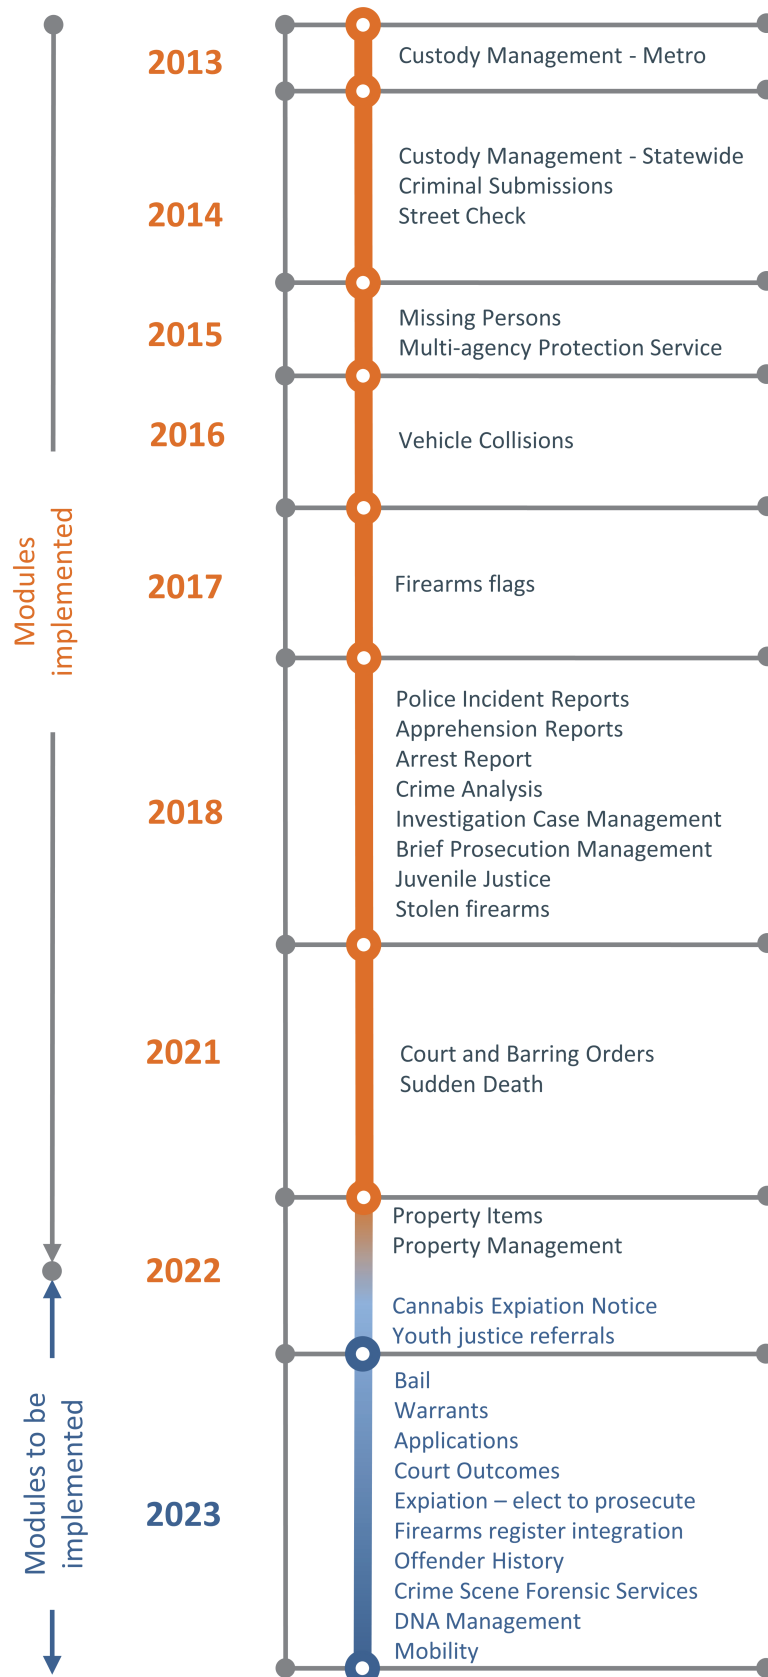 2013
Custody Management - Metro
2014
Custody Management - Statewide
Criminal Submissions
Street Check
2015
Missing Persons
Multi-agency Protection Service
2016
Vehicle Collisions
Modules
implemented
2017
Firearms flags
2018
Police Incident Reports
Apprehension Reports
Arrest Report
Crime Analysis
Investigation Case Management
Brief Prosecution Management
Juvenile Justice
Stolen firearms
2021
Court and Barring Orders
Sudden Death
2022
Property Items
Property Management
Cannabis Expiation Notice
Youth justice referrals
Modules to be
implemented
2023
Bail
Warrants
Applications
Court Outcomes
Expiation – elect to prosecute
Firearms register integration
Offender History
Crime Scene Forensic Services
DNA Management
Mobility